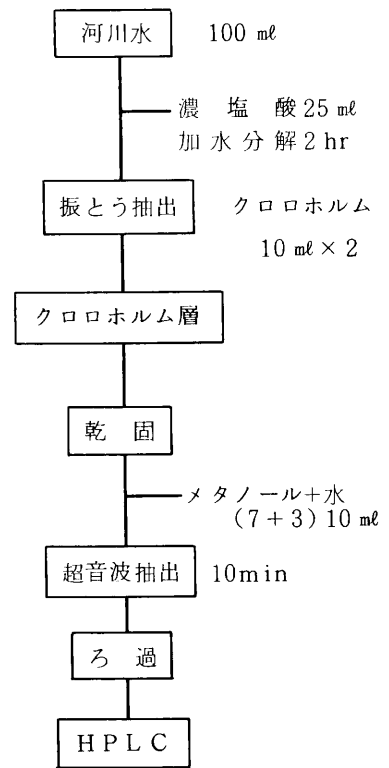 河川水 100 ㎖
濃塩酸 25 ㎖
加水分解 2 hr
振とう抽出 クロロホルム
10 ㎖ × 2
クロロホルム層
乾固
メタノール+水
(7+3) 10 ㎖
超音波抽出 10min
ろ過
HPLC